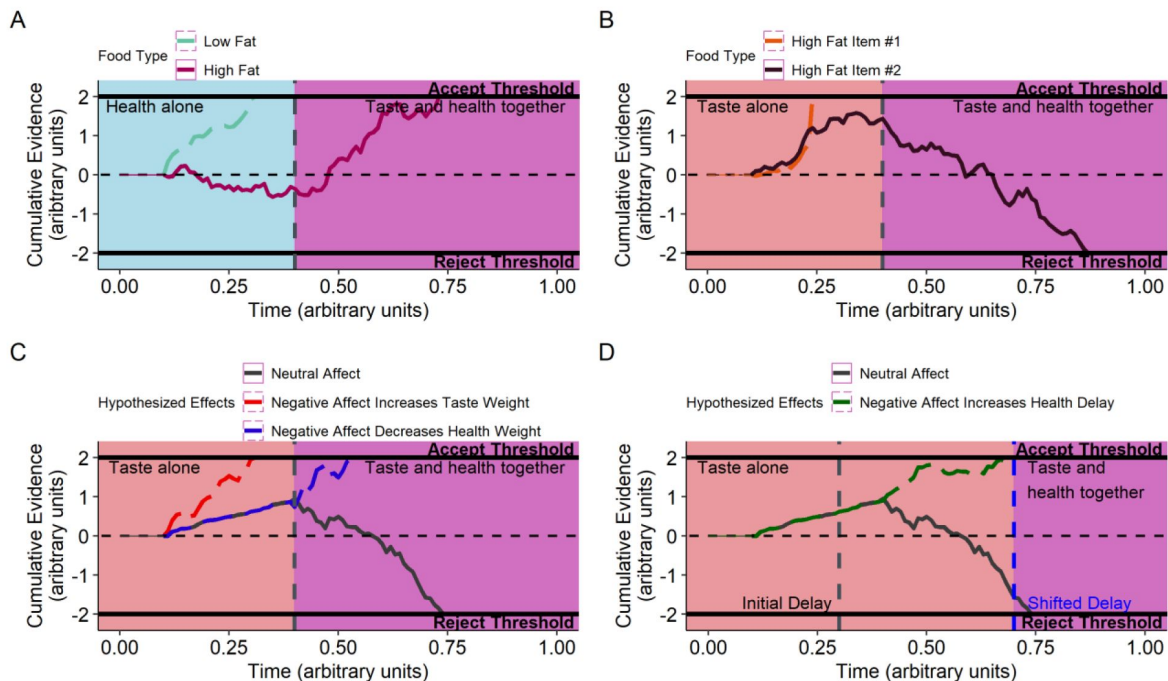 A
Food Type
Low Fat
High Fat
Cumulative Evidence
(aribtrary units)
2
1
0
-1
-2
Accept Threshold
Health alone
Taste and health together
Reject Threshold
0.00
0.25
0.50
0.75
1.00
Time (arbitrary units)
B
Food Type
High Fat Item #1
High Fat Item #2
Cumulative Evidence
(aribtrary units)
2
1
0
-1
-2
Accept Threshold
Taste alone
Taste and health together
Reject Threshold
0.00
0.25
0.50
0.75
1.00
Time (arbitrary units)
C
Hypothesized Effects
Neutral Affect
Negative Affect Increases Taste Weight
Negative Affect Decreases Health Weight
Cumulative Evidence
(aribtrary units)
2
1
0
-1
-2
Accept Threshold
Taste alone
Taste and health together
Reject Threshold
0.00
0.25
0.50
0.75
1.00
Time (arbitrary units)
D
Hypothesized Effects
Neutral Affect
Negative Affect Increases Health Delay
Cumulative Evidence
(aribtrary units)
2
1
0
-1
-2
Accept Threshold
Taste alone
Taste and
health together
Initial Delay
Shifted Delay
Reject Threshold
0.00
0.25
0.50
0.75
1.00
Time (arbitrary units)